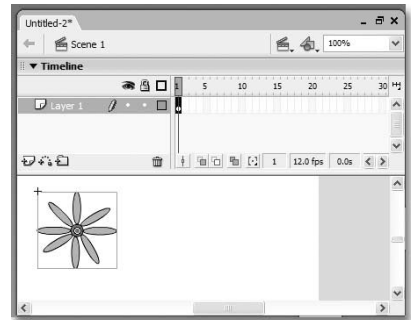 Untitled-2*
Scene 1 100%
Timeline
1 5 10 15 20 25 30
Layer 1
1 12.0 fps 0.0s